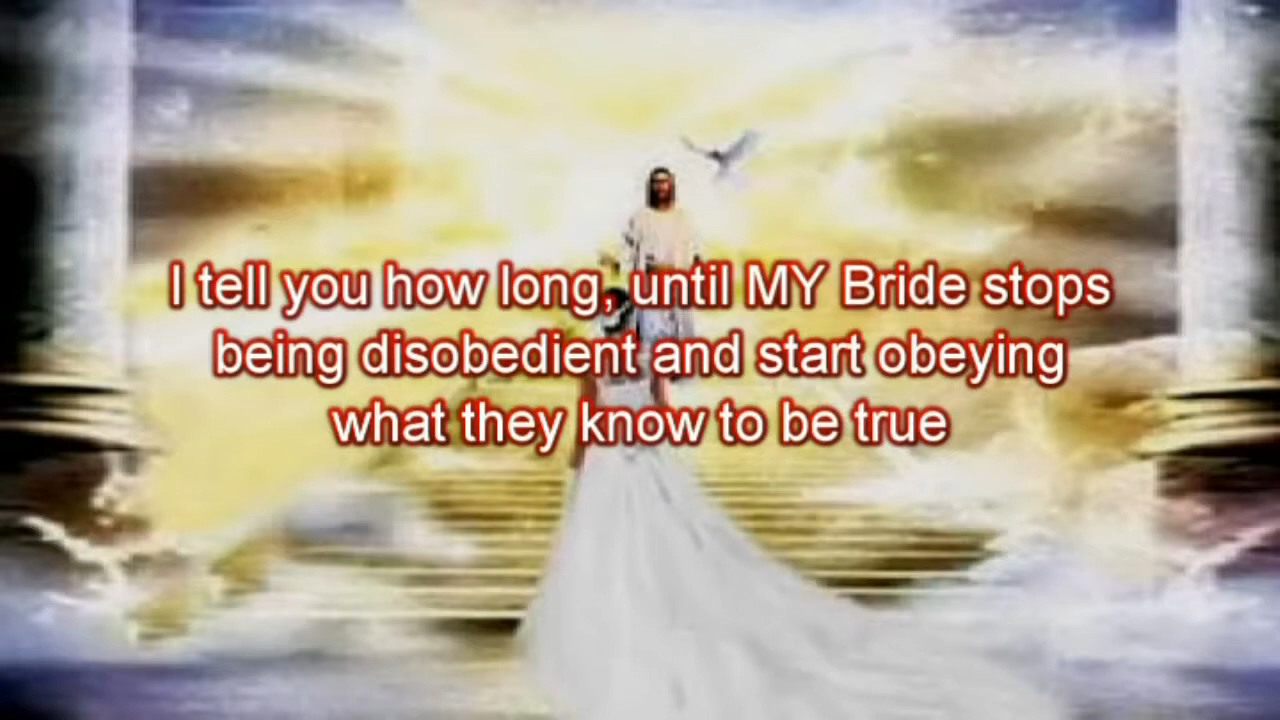 I tell you how long, until MY Bride stops
being disobedient and start obeying
what they know to be true